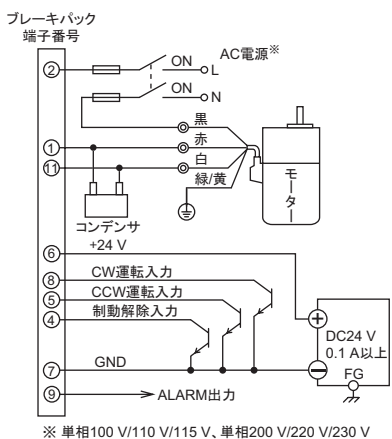 ブレーキパック
端子番号
AC電源※
② ON L
ON N
黒
① 赤
⑪ 白
緑/黄
コンデンサ
モーター
⑥ +24 V
⑧ CW運転入力
⑤ CCW運転入力
④ 制動解除入力
DC24 V
0.1 A以上
⑦ GND
FG
⑨ ALARM出力
※ 単相100 V/110 V/115 V、単相200 V/220 V/230 V